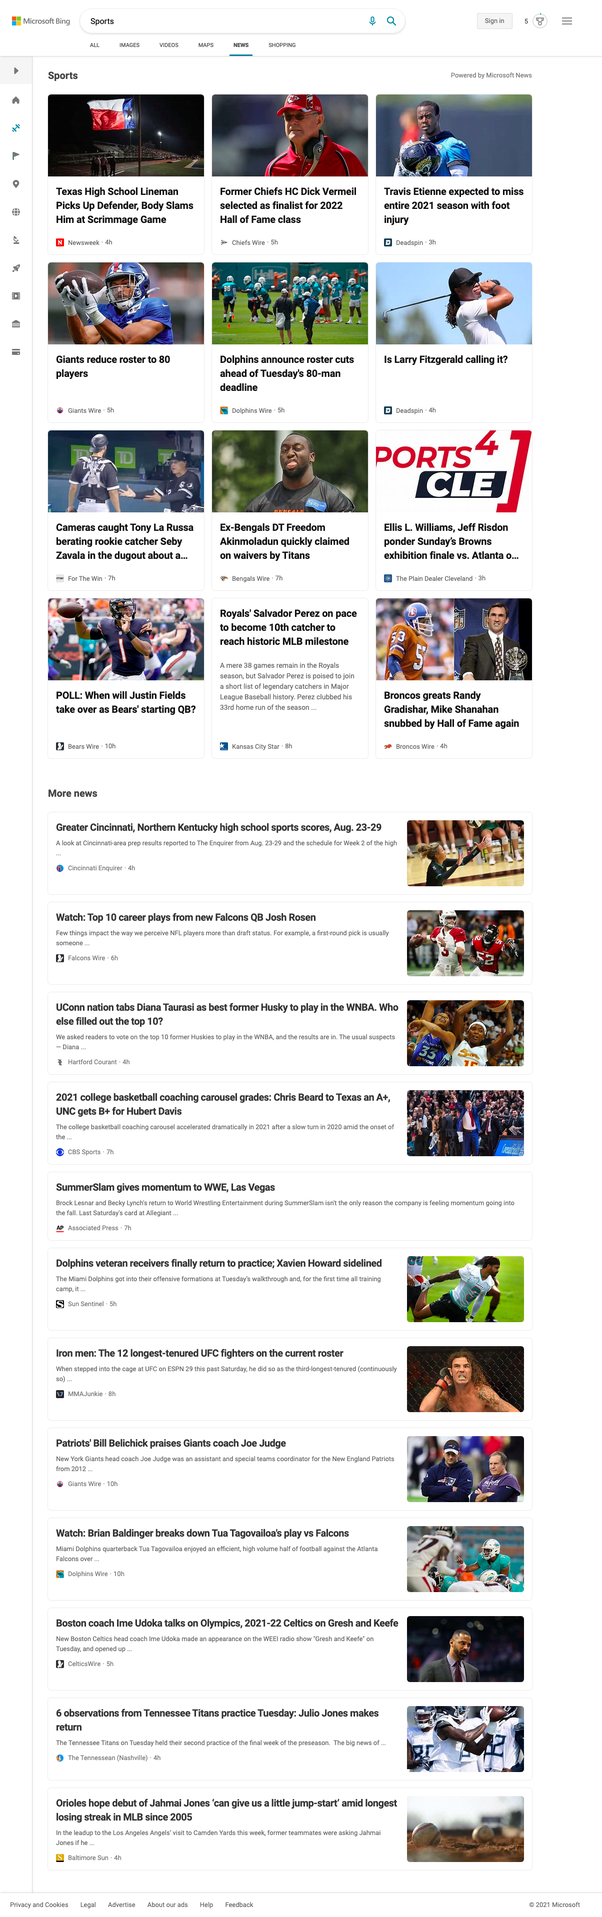 Microsoft Bing
Sports
Sign in
5
ALL IMAGES VIDEOS MAPS NEWS SHOPPING
Sports
Powered by Microsoft News
Texas High School Lineman
Picks Up Defender, Body Slams
Him at Scrimmage Game
Newsweek · 4h
Former Chiefs HC Dick Vermeil
selected as finalist for 2022
Hall of Fame class
Chiefs Wire · 5h
Travis Etienne expected to miss
entire 2021 season with foot
injury
Deadspin · 3h
Giants reduce roster to 80
players
Giants Wire · 5h
Dolphins announce roster cuts
ahead of Tuesday's 80-man
deadline
Dolphins Wire · 5h
Is Larry Fitzgerald calling it?
Deadspin · 4h
Cameras caught Tony La Russa
berating rookie catcher Seby
Zavala in the dugout about a...
For The Win · 7h
Ex-Bengals DT Freedom
Akinmoladun quickly claimed
on waivers by Titans
Bengals Wire · 7h
PORTS 4
CLE
Ellis L. Williams, Jeff Risdon
ponder Sunday's Browns
exhibition finale vs. Atlanta o...
The Plain Dealer Cleveland · 3h
POLL: When will Justin Fields
take over as Bears' starting QB?
Bears Wire · 10h
Royals' Salvador Perez on pace
to become 10th catcher to
reach historic MLB milestone
A mere 38 games remain in the Royals
season, but Salvador Perez is poised to join
a short list of legendary catchers in Major
League Baseball history. Perez clubbed his
33rd home run of the season ...
Kansas City Star · 8h
Broncos greats Randy
Gradishar, Mike Shanahan
snubbed by Hall of Fame again
Broncos Wire · 4h
More news
Greater Cincinnati, Northern Kentucky high school sports scores, Aug. 23-29
A look at Cincinnati-area prep results reported to The Enquirer from Aug. 23-29 and the schedule for Week 2 of the high
...
Cincinnati Enquirer · 4h
Watch: Top 10 career plays from new Falcons QB Josh Rosen
Few things impact the way we perceive NFL players more than draft status. For example, a first-round pick is usually
someone ...
Falcons Wire · 6h
UConn nation tabs Diana Taurasi as best former Husky to play in the WNBA. Who
else filled out the top 10?
We asked readers to vote on the top 10 former Huskies to play in the WNBA, and the results are in. The usual suspects
— Diana ...
Hartford Courant · 4h
2021 college basketball coaching carousel grades: Chris Beard to Texas an A+,
UNC gets B+ for Hubert Davis
The college basketball coaching carousel accelerated dramatically in 2021 after a slow turn in 2020 amid the onset of
the ...
CBS Sports · 7h
SummerSlam gives momentum to WWE, Las Vegas
Brock Lesnar and Becky Lynch's return to World Wrestling Entertainment during SummerSlam isn't the only reason the company is feeling momentum going into
the fall. Last Saturday's card at Allegiant ...
AP Associated Press · 7h
Dolphins veteran receivers finally return to practice; Xavien Howard sidelined
The Miami Dolphins got into their offensive formations at Tuesday's walkthrough and, for the first time all training
camp, it ...
Sun Sentinel · 5h
Iron men: The 12 longest-tenured UFC fighters on the current roster
When stepped into the cage at UFC on ESPN 29 this past Saturday, he did so as the third-longest-tenured (continuously
so) ...
MMAJunkie · 8h
Patriots' Bill Belichick praises Giants coach Joe Judge
New York Giants head coach Joe Judge was an assistant and special teams coordinator for the New England Patriots
from 2012 ...
Giants Wire · 10h
Watch: Brian Baldinger breaks down Tua Tagovailoa's play vs Falcons
Miami Dolphins quarterback Tua Tagovailoa enjoyed an efficient, high volume half of football against the Atlanta
Falcons over ...
Dolphins Wire · 10h
Boston coach Ime Udoka talks on Olympics, 2021-22 Celtics on Gresh and Keefe
New Boston Celtics head coach Ime Udoka made an appearance on the WEEI radio show "Gresh and Keefe" on
Tuesday, and opened up ...
CelticsWire · 5h
6 observations from Tennessee Titans practice Tuesday: Julio Jones makes
return
The Tennessee Titans on Tuesday held their second practice of the final week of the preseason. The big news of ...
The Tennessean (Nashville) · 4h
Orioles hope debut of Jahmai Jones ‘can give us a little jump-start’ amid longest
losing streak in MLB since 2005
In the leadup to the Los Angeles Angels' visit to Camden Yards this week, former teammates were asking Jahmai
Jones if he ...
Baltimore Sun · 4h
Privacy and Cookies Legal Advertise About our ads Help Feedback
© 2021 Microsoft